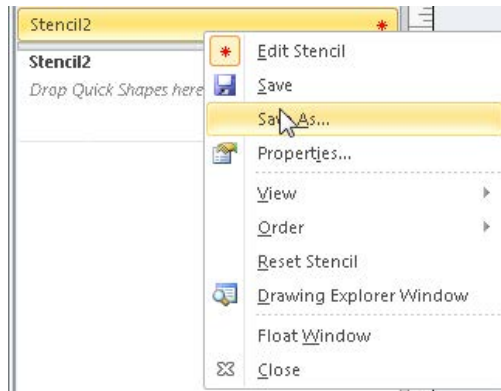 Stencil2
Stencil2
Drop Quick Shapes here
Edit Stencil
Save
Save As...
Properties...
View
Order
Reset Stencil
Drawing Explorer Window
Float Window
Close